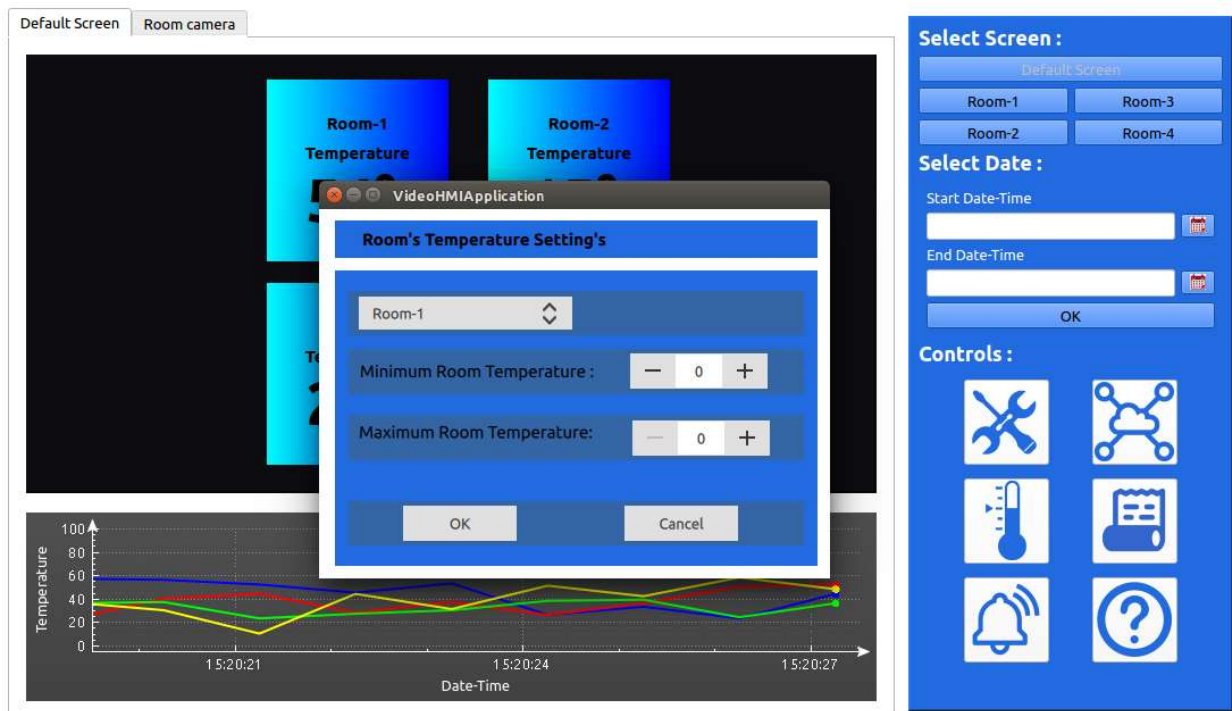 Default Screen
Room camera
Room-1
Temperature
Room-2
Temperature
VideoHMIApplication
Room's Temperature Setting's
Room-1
Minimum Room Temperature :
0
Maximum Room Temperature:
0
OK
Cancel
100
80
60
40
20
0
Temperature
15:20:21
15:20:24
15:20:27
Date-Time
Select Screen :
Default Screen
Room-1
Room-3
Room-2
Room-4
Select Date :
Start Date-Time
End Date-Time
OK
Controls :